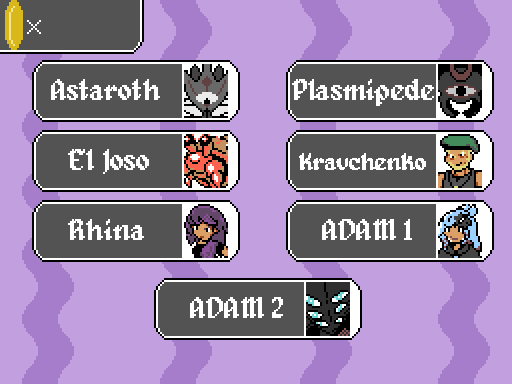 ×
Astaroth
Plasmipede
El Joso
Kravchenko
Rhina
ADAM 1
ADAM 2